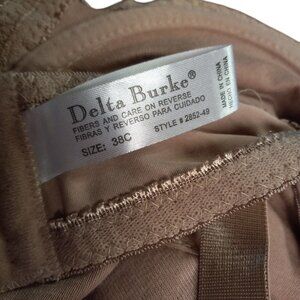 Delta Burke®
FIBERS AND CARE ON REVERSE
FIBRAS Y REVERSO PARA CUIDADO
STYLE # 2852-49
SIZE: 38C
MADE IN CHINA
HECHO EN CHINA